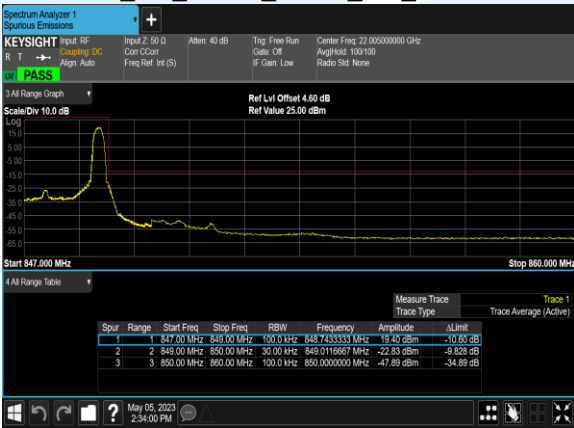 Spectrum Analyzer 1
Spurious Emissions
+
KEYSIGHT Input: RF Input Z: 50 Ω Atten: 40 dB Trig: Free Run Center Freq: 22.005000000 GHz
R T Coupling: DC Corr CCorr Gate: Off Avg|Hold: 100/100
Align: Auto Freq Ref: Int (S) IF Gain: Low Radio Std: None
PASS
3 All Range Graph
Ref Lvl Offset 4.60 dB
Scale/Div 10.0 dB Ref Value 25.00 dBm
Log
15.0
5.00
-5.00
-15.0
-25.0
-35.0
-45.0
-55.0
-65.0
Start 847.000 MHz Stop 860.000 MHz
4 All Range Table
Measure Trace Trace 1
Trace Type Trace Average (Active)
Spur Range Start Freq Stop Freq RBW Frequency Amplitude ΔLimit
1 1 847.00 MHz 849.00 MHz 100.0 kHz 848.7433333 MHz 19.40 dBm -10.60 dB
2 2 849.00 MHz 850.00 MHz 30.00 kHz 849.0116667 MHz -22.83 dBm -9.828 dB
3 3 850.00 MHz 860.00 MHz 100.0 kHz 850.0000000 MHz -47.89 dBm -34.89 dB
? May 05, 2023
2:34:00 PM